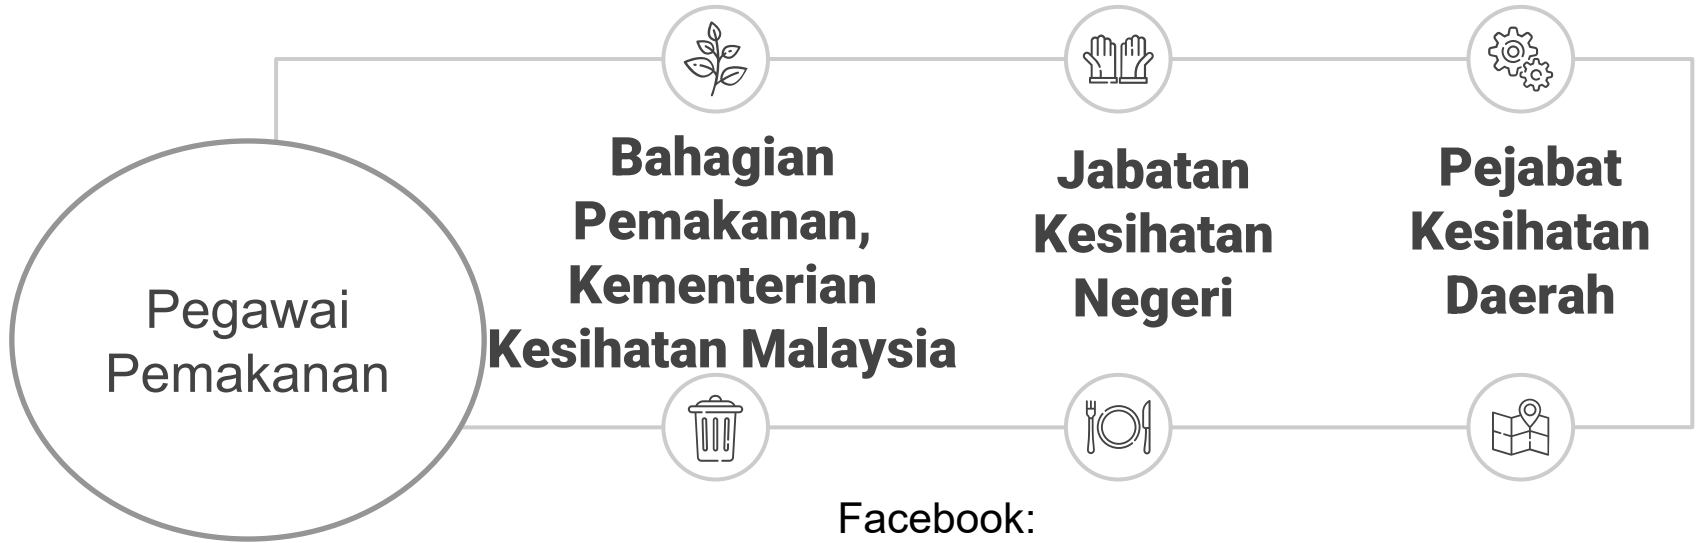 Pegawai
Pemakanan
Bahagian
Pemakanan,
Kementerian
Kesihatan Malaysia
Jabatan
Kesihatan
Negeri
Pejabat
Kesihatan
Daerah
Facebook: